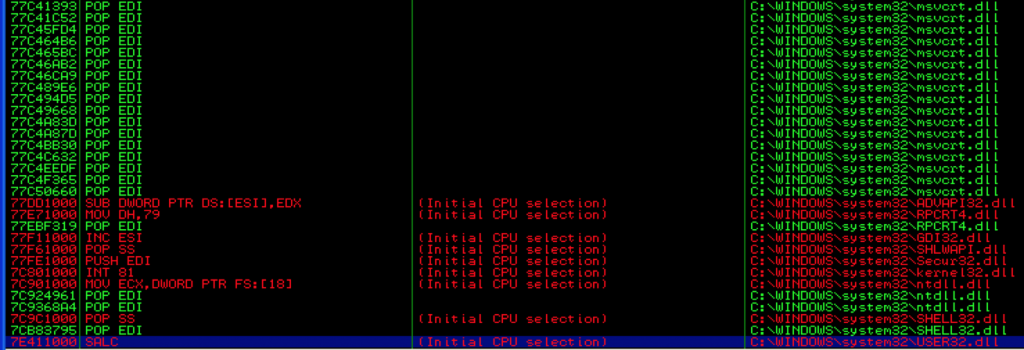 77C41393 POP EDI C:\WINDOWS\system32\msvcrt.dll
77C41C52 POP EDI C:\WINDOWS\system32\msvcrt.dll
77C45FD4 POP EDI C:\WINDOWS\system32\msvcrt.dll
77C464B6 POP EDI C:\WINDOWS\system32\msvcrt.dll
77C465BC POP EDI C:\WINDOWS\system32\msvcrt.dll
77C46AB2 POP EDI C:\WINDOWS\system32\msvcrt.dll
77C46CA9 POP EDI C:\WINDOWS\system32\msvcrt.dll
77C489E6 POP EDI C:\WINDOWS\system32\msvcrt.dll
77C494D5 POP EDI C:\WINDOWS\system32\msvcrt.dll
77C49668 POP EDI C:\WINDOWS\system32\msvcrt.dll
77C4A83D POP EDI C:\WINDOWS\system32\msvcrt.dll
77C4A87D POP EDI C:\WINDOWS\system32\msvcrt.dll
77C4BB30 POP EDI C:\WINDOWS\system32\msvcrt.dll
77C4C632 POP EDI C:\WINDOWS\system32\msvcrt.dll
77C4EEDF POP EDI C:\WINDOWS\system32\msvcrt.dll
77C4F365 POP EDI C:\WINDOWS\system32\msvcrt.dll
77C50660 POP EDI C:\WINDOWS\system32\msvcrt.dll
77DD1000 SUB DWORD PTR DS:[ESI],EDX (Initial CPU selection) C:\WINDOWS\system32\ADVAPI32.dll
77E71000 MOV DH,79 (Initial CPU selection) C:\WINDOWS\system32\RPCRT4.dll
77EBF319 POP EDI C:\WINDOWS\system32\RPCRT4.dll
77F11000 INC ESI (Initial CPU selection) C:\WINDOWS\system32\GDI32.dll
77F61000 POP SS (Initial CPU selection) C:\WINDOWS\system32\SHLWAPI.dll
77FE1000 PUSH EDI (Initial CPU selection) C:\WINDOWS\system32\Secur32.dll
7C801000 INT 81 (Initial CPU selection) C:\WINDOWS\system32\kernel32.dll
7C901000 MOV ECX,DWORD PTR FS:[18] (Initial CPU selection) C:\WINDOWS\system32\ntdll.dll
7C924961 POP EDI C:\WINDOWS\system32\ntdll.dll
7C9368A4 POP EDI C:\WINDOWS\system32\ntdll.dll
7C9C1000 POP SS (Initial CPU selection) C:\WINDOWS\system32\SHELL32.dll
7CB83795 POP EDI C:\WINDOWS\system32\SHELL32.dll
7E411000 SALC (Initial CPU selection) C:\WINDOWS\system32\USER32.dll